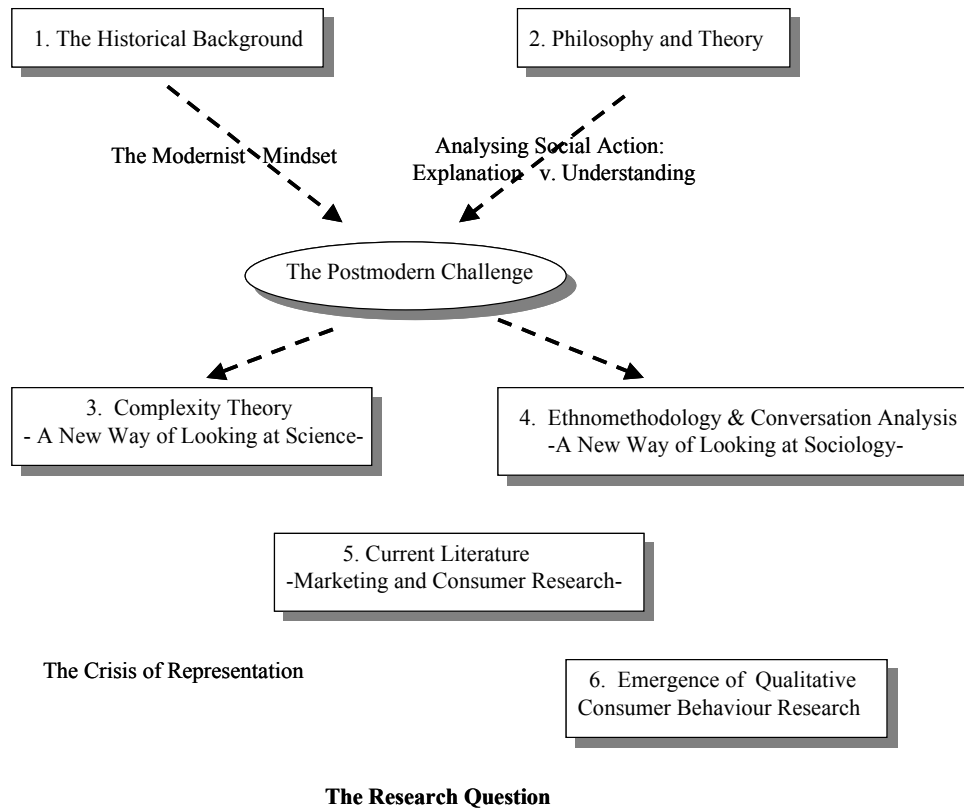 1. The Historical Background
2. Philosophy and Theory
The Modernist Mindset
Analysing Social Action:
Explanation v. Understanding
The Postmodern Challenge
3. Complexity Theory
- A New Way of Looking at Science-
4. Ethnomethodology & Conversation Analysis
-A New Way of Looking at Sociology-
5. Current Literature
-Marketing and Consumer Research-
The Crisis of Representation
6. Emergence of Qualitative
Consumer Behaviour Research
The Research Question